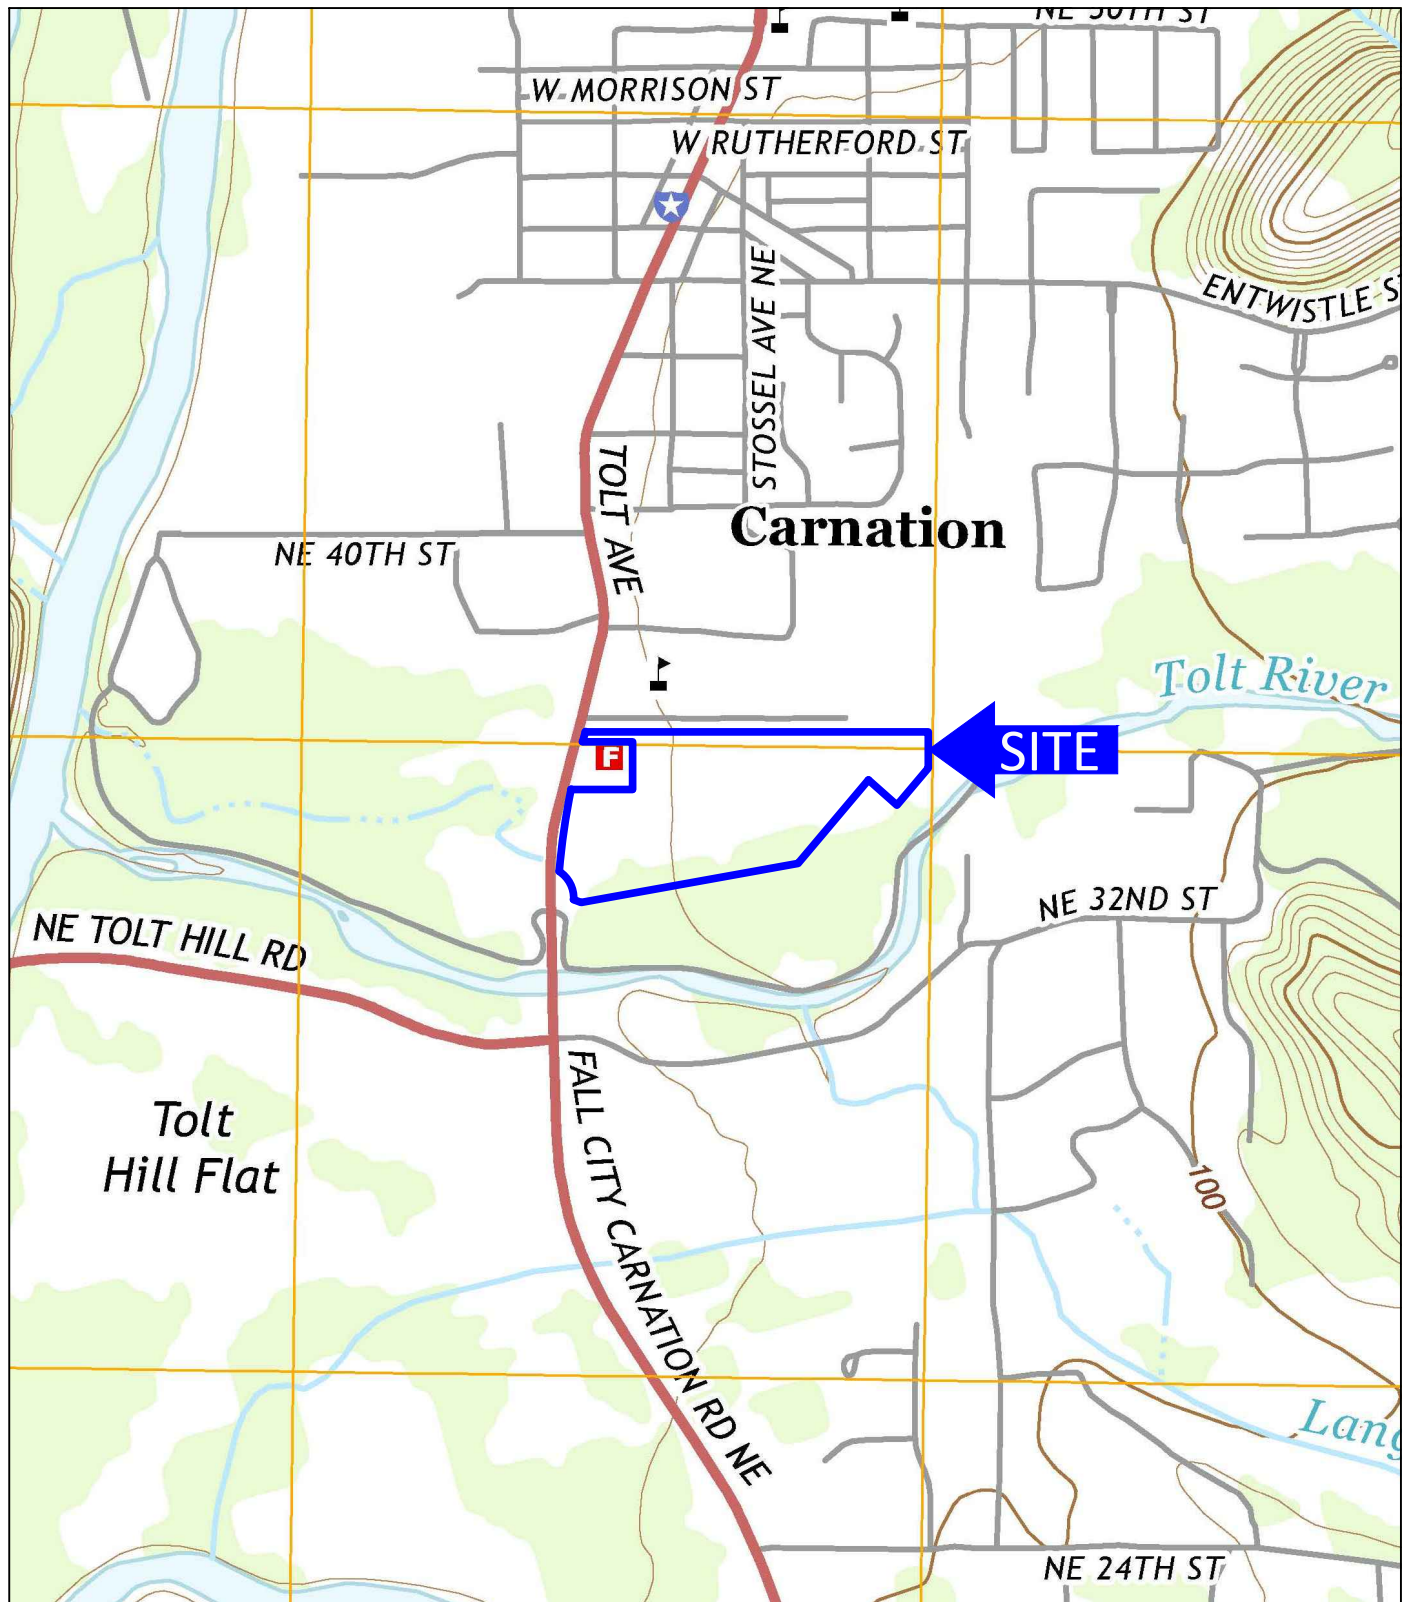 NE 50TH ST
W MORRISON ST
W RUTHERFORD ST
ENTWISTLE S
STOSSEL AVE NE
TOLT AVE
Carnation
NE 40TH ST
Tolt River
F
SITE
NE 32ND ST
NE TOLT HILL RD
FALL CITY CARNATION RD NE
Tolt
Hill Flat
100
Lang
NE 24TH ST